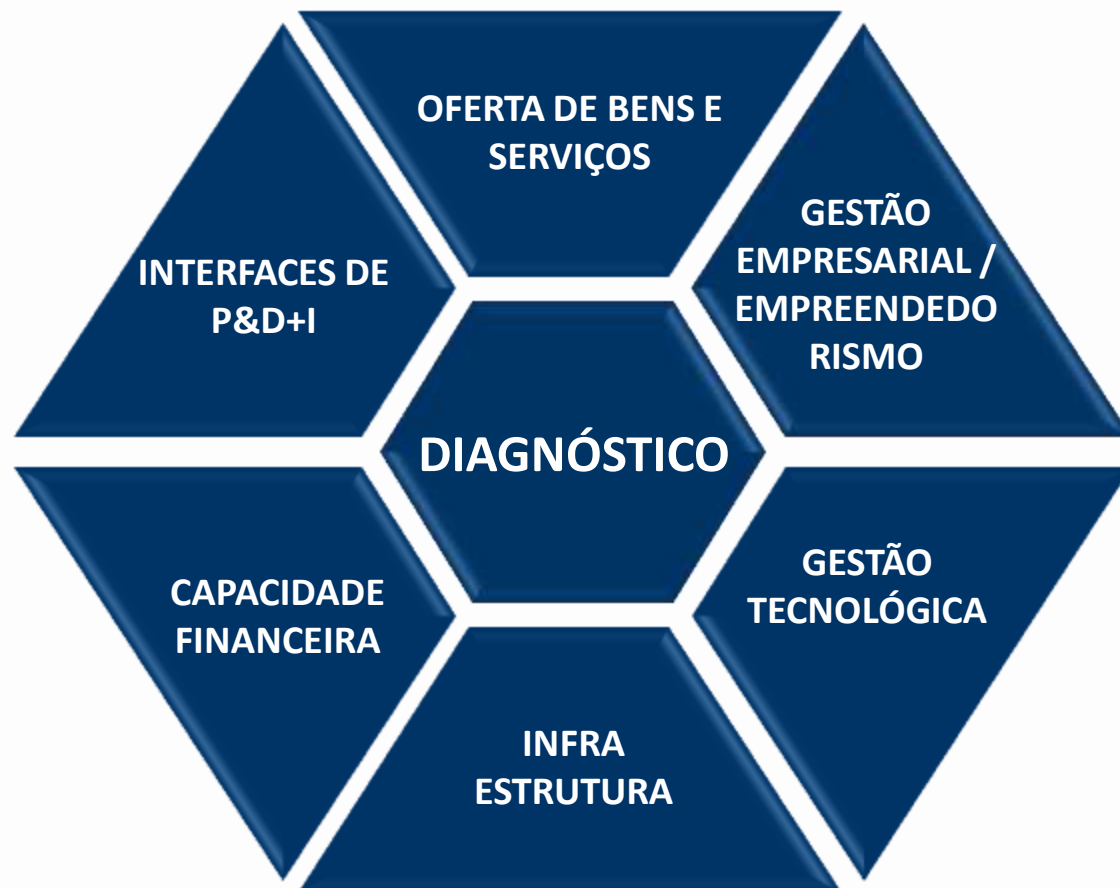 OFERTA DE BENS E
SERVIÇOS
GESTÃO
EMPRESARIAL /
EMPREENDEDO
RISMO
INTERFACES DE
P&D+I
DIAGNÓSTICO
GESTÃO
TECNOLÓGICA
CAPACIDADE
FINANCEIRA
INFRA
ESTRUTURA